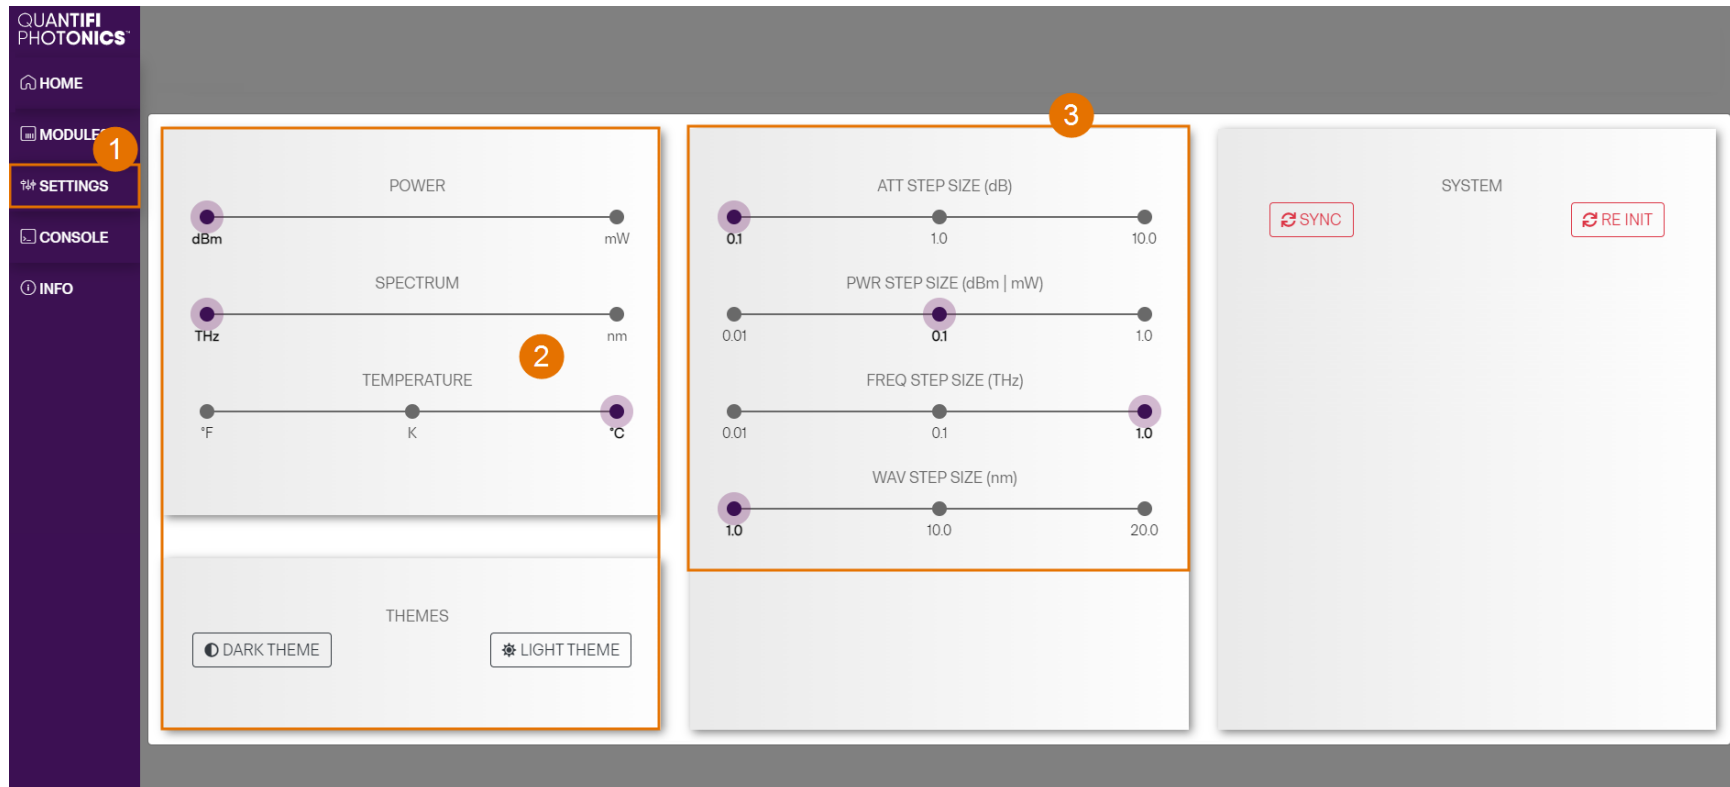 QUANTIFI
PHOTONICS™
HOME
MODULES
1
SETTINGS
CONSOLE
INFO
POWER
dBm mW
SPECTRUM
THz nm
2
TEMPERATURE
°F K °C
THEMES
DARK THEME LIGHT THEME
3
ATT STEP SIZE (dB)
0.1 1.0 10.0
PWR STEP SIZE (dBm | mW)
0.01 0.1 1.0
FREQ STEP SIZE (THz)
0.01 0.1 1.0
WAV STEP SIZE (nm)
1.0 10.0 20.0
SYSTEM
SYNC RE INIT